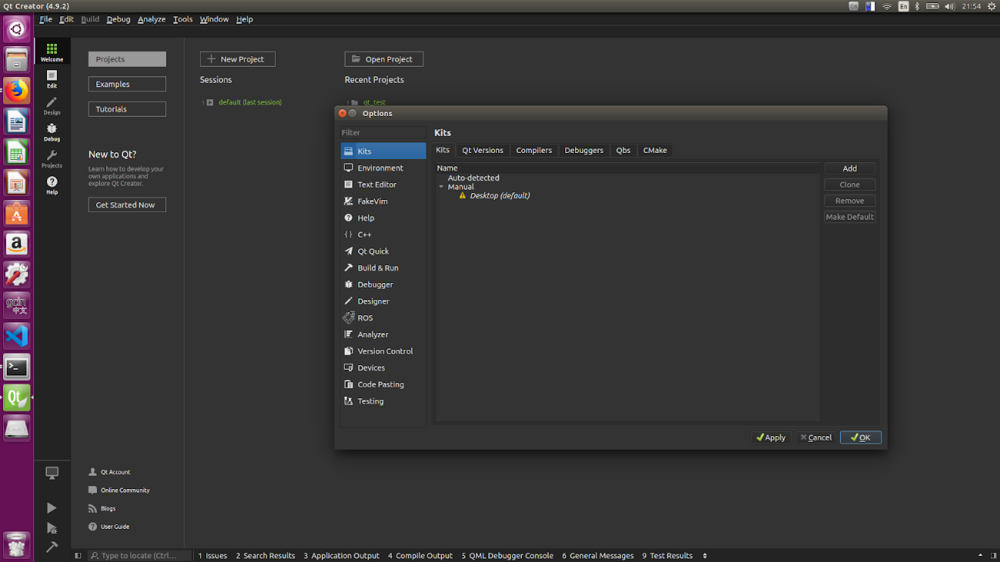 Qt Creator (4.9.2)
En
En
21:54
File Edit Build Debug Analyze Tools Window Help
Welcome
Edit
Design
Debug
Projects
Help
Projects
Examples
Tutorials
New to Qt?
Learn how to develop your
own applications and
explore Qt Creator.
Get Started Now
Qt Account
Online Community
Blogs
User Guide
New Project
Open Project
Sessions
Recent Projects
1 default (last session)
1 qt_test
Options
Filter
Kits
Environment
Text Editor
FakeVim
Help
C++
Qt Quick
Build & Run
Debugger
Designer
ROS
Analyzer
Version Control
Devices
Code Pasting
Testing
Kits
Kits Qt Versions Compilers Debuggers Qbs CMake
Name
Auto-detected
Manual
Desktop (default)
Add
Clone
Remove
Make Default
Apply Cancel OK
gcin
中文
Qt
Type to locate (Ctrl... 1 Issues 2 Search Results 3 Application Output 4 Compile Output 5 QML Debugger Console 6 General Messages 9 Test Results